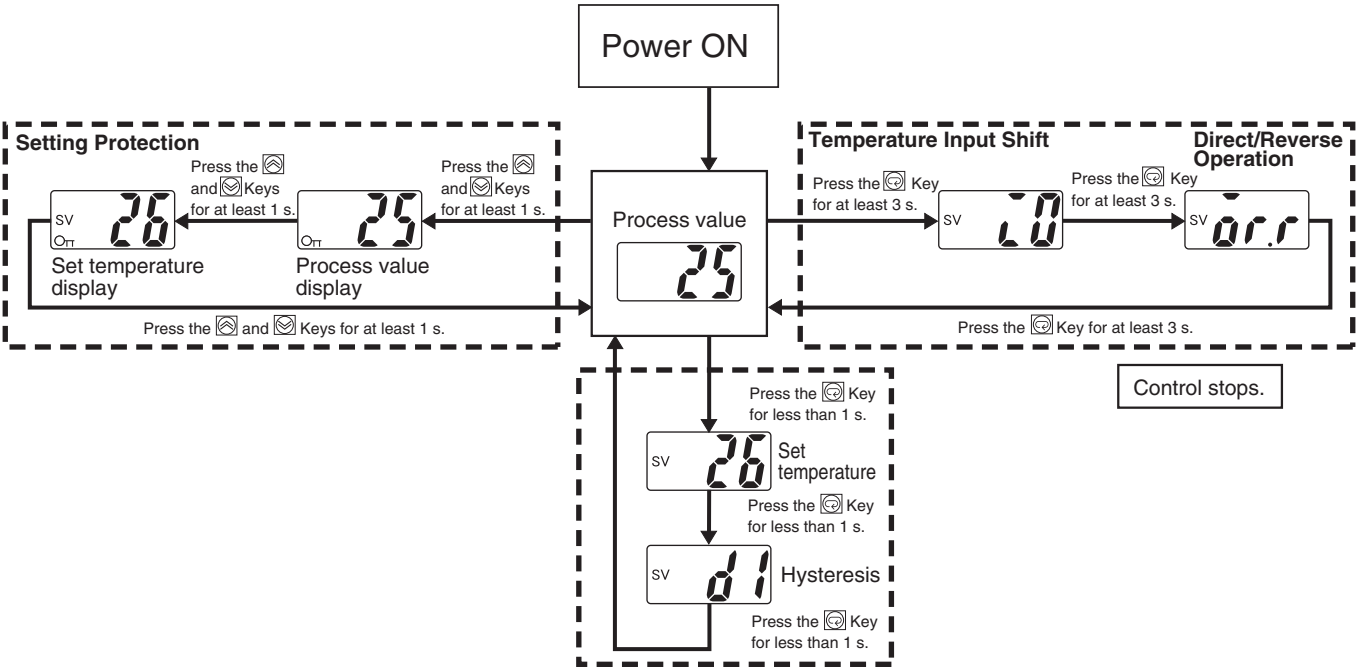 Power ON
Setting Protection
Press the
and Keys
for at least 1 s.
Press the
and Keys
for at least 1 s.
SV
26
Set temperature
display
25
Process value
display
Press the and Keys for at least 1 s.
Process value
25
Temperature Input Shift
Direct/Reverse
Operation
Press the Key
for at least 3 s.
Press the Key
for at least 3 s.
SV
SV
Press the Key for at least 3 s.
Control stops.
Press the Key
for less than 1 s.
SV
26
Set
temperature
Press the Key
for less than 1 s.
SV
d1
Hysteresis
Press the Key
for less than 1 s.